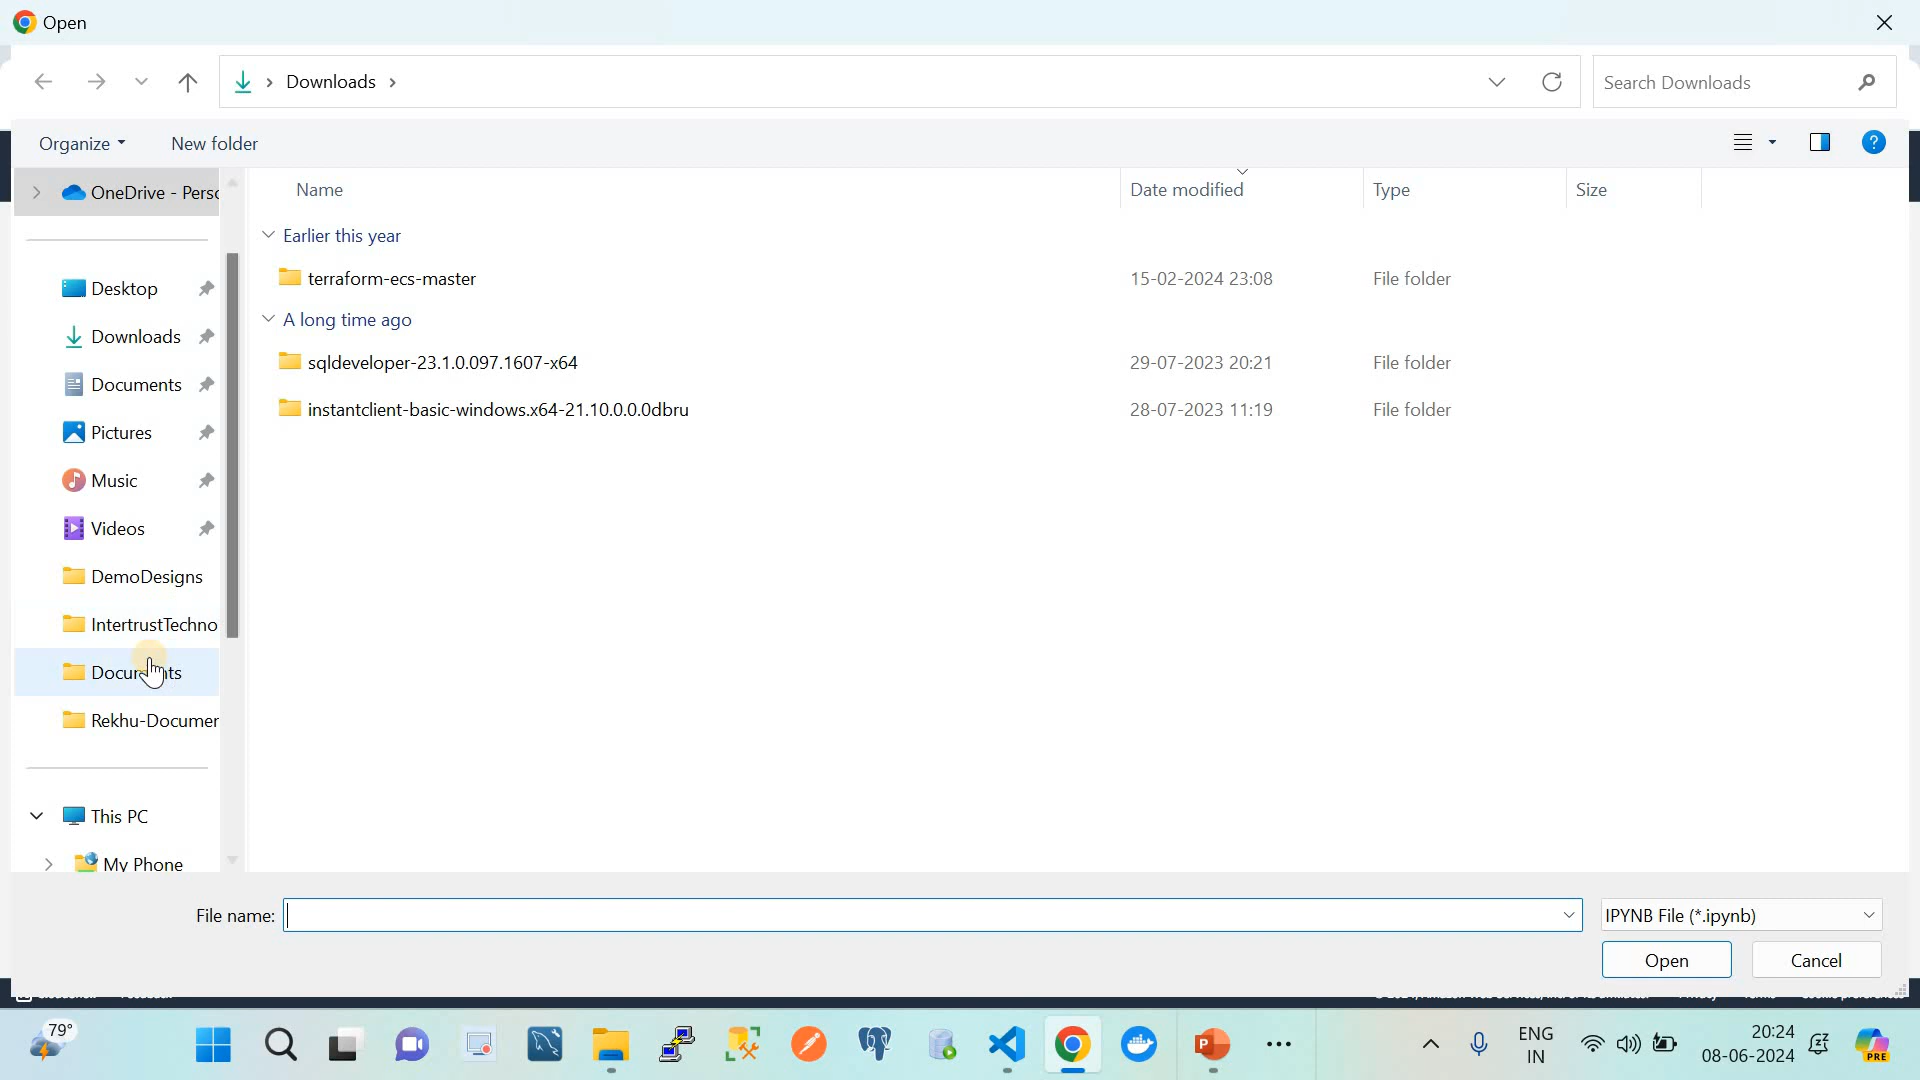 Open
Downloads
Search Downloads
Organize
New folder
OneDrive - Perso
Name
Date modified
Type
Size
Earlier this year
terraform-ecs-master
15-02-2024 23:08
File folder
Desktop
A long time ago
Downloads
sqldeveloper-23.1.0.097.1607-x64
29-07-2023 20:21
File folder
Documents
instantclient-basic-windows.x64-21.10.0.0.0dbru
28-07-2023 11:19
File folder
Pictures
Music
Videos
DemoDesigns
IntertrustTechno
Documents
Rekhu-Documer
This PC
My Phone
File name:
IPYNB File (*.ipynb)
Open
Cancel
79°
ENG
IN
20:24
08-06-2024
PRE